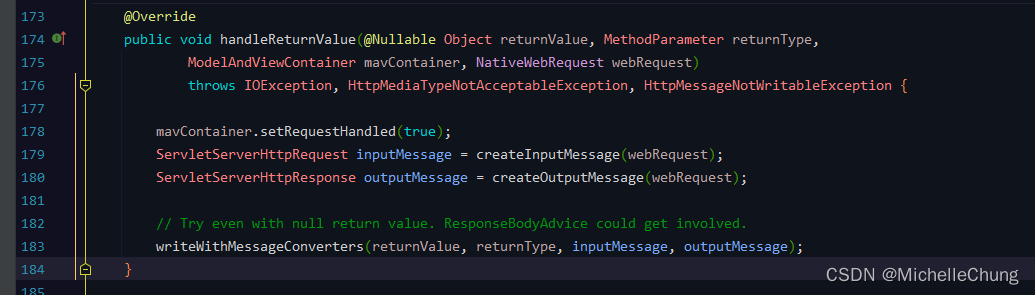 173 @Override
174 public void handleReturnValue(@Nullable Object returnValue, MethodParameter returnType,
175 ModelAndViewContainer mavContainer, NativeWebRequest webRequest)
176 throws IOException, HttpMediaTypeNotAcceptableException, HttpMessageNotWritableException {
177
178 mavContainer.setRequestHandled(true);
179 ServletServerHttpRequest inputMessage = createInputMessage(webRequest);
180 ServletServerHttpResponse outputMessage = createOutputMessage(webRequest);
181
182 // Try even with null return value. ResponseBodyAdvice could get involved.
183 writeWithMessageConverters(returnValue, returnType, inputMessage, outputMessage);
184 }
185
CSDN @MichelleChung